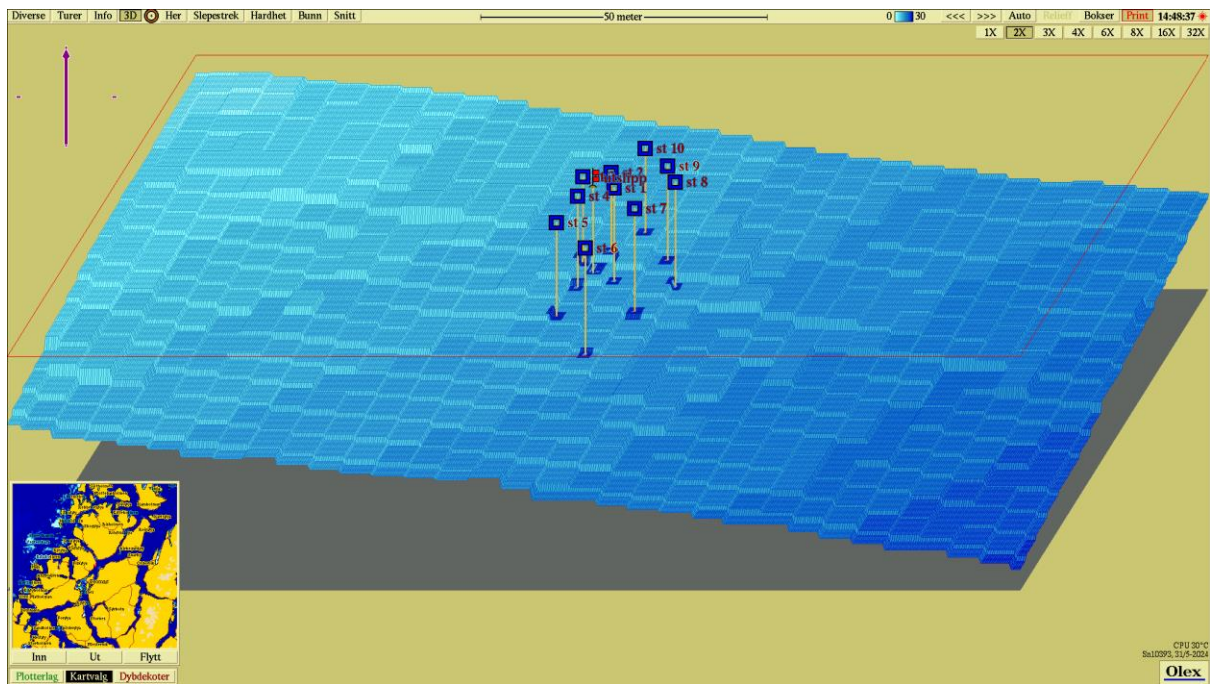 Diverse Turer Info 3D Her Slepestrek Hardhet Bunn Snitt 50 meter 0 30 <<< >>> Auto Relieff Bokser Print 14:48:37
1X 2X 3X 4X 6X 8X 16X 32X
st 10
st 9
st 2
st 8
st 1
st 4
st 7
st 5
st 6
Inn Ut Flytt
Plotterlag Kartvalg Dybdekoter
CPU 30°C
Sn10393, 31/5-2024
Olex